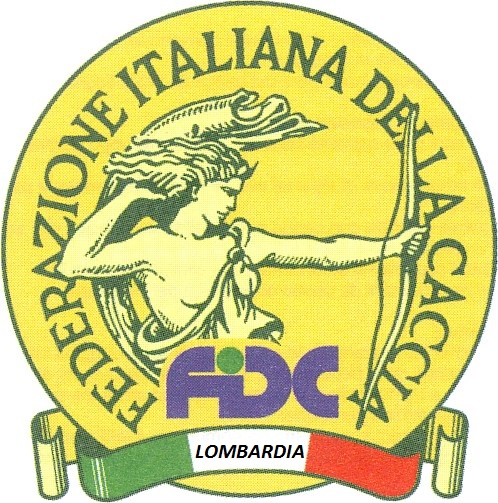 FEDERAZIONE ITALIANA DELLA CACCIA
FiDC
LOMBARDIA